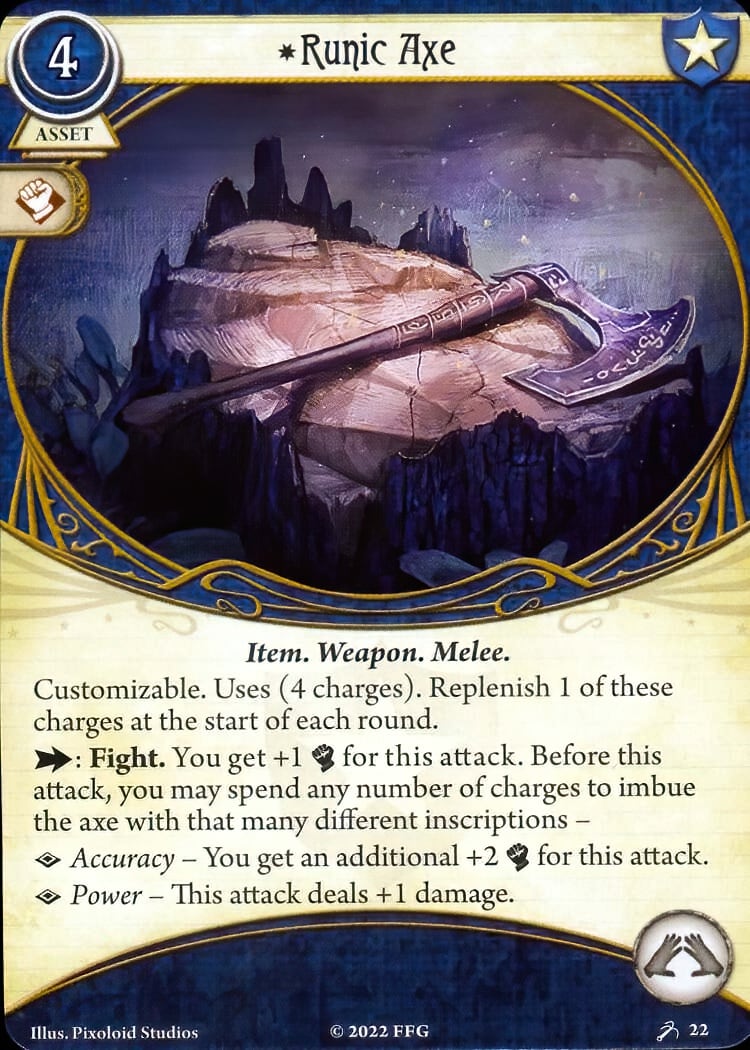 4
Runic Axe
ASSET
Item. Weapon. Melee.
Customizable. Uses (4 charges). Replenish 1 of these
charges at the start of each round.
: Fight. You get +1 for this attack. Before this
attack, you may spend any number of charges to imbue
the axe with that many different inscriptions –
Accuracy – You get an additional +2 for this attack.
Power – This attack deals +1 damage.
Illus. Pixoloid Studios
© 2022 FFG
22